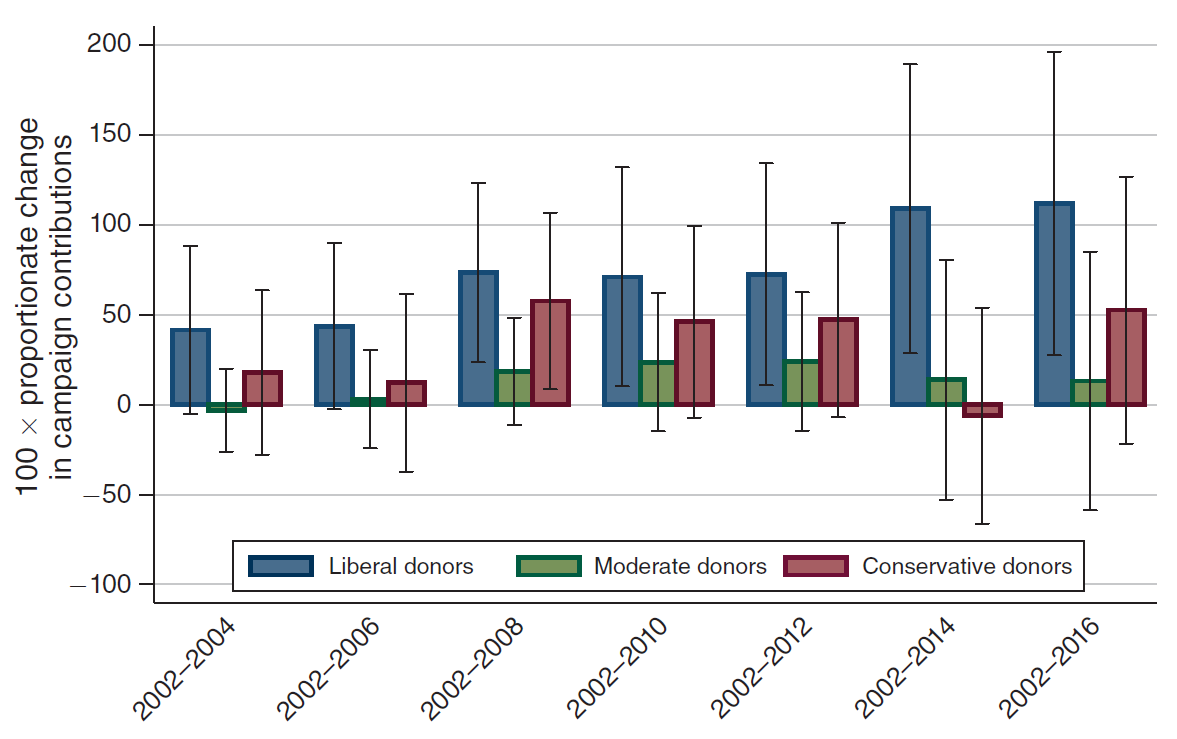 100 × proportionate change
in campaign contributions
200
150
100
50
0
−50
−100
Liberal donors
Moderate donors
Conservative donors
2002–2004
2002–2006
2002–2008
2002–2010
2002–2012
2002–2014
2002–2016